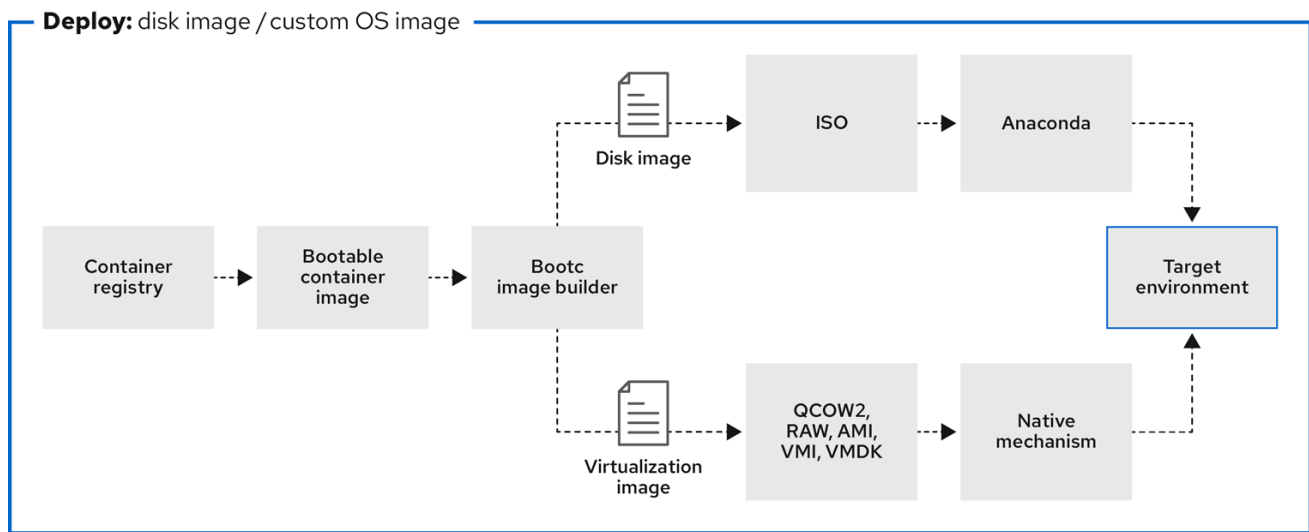 Deploy: disk image / custom OS image
Disk image
ISO
Anaconda
Container
registry
Bootable
container
image
Bootc
image builder
Target
environment
Virtualization
image
QCOW2,
RAW, AMI,
VMI, VMDK
Native
mechanism